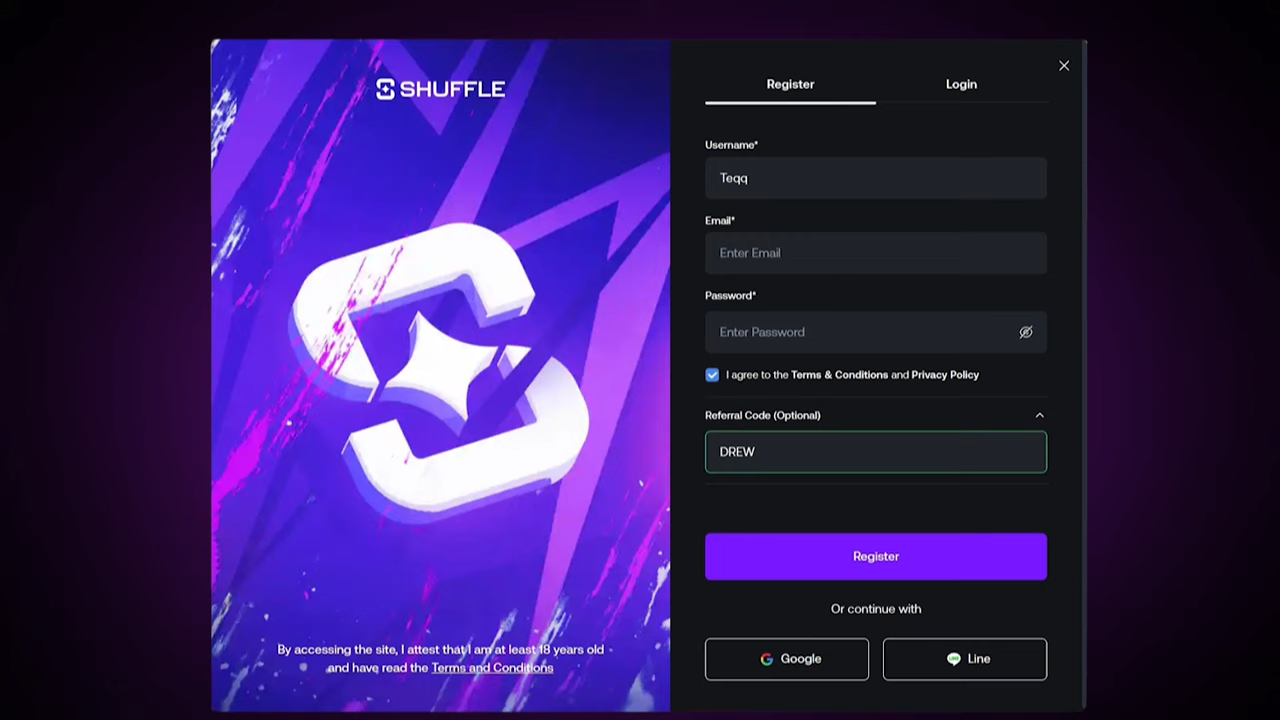 SHUFFLE
By accessing the site, I attest that I am at least 18 years old
and have read the Terms and Conditions
Register
Login
Username*
Teqq
Email*
Enter Email
Password*
Enter Password
I agree to the Terms & Conditions and Privacy Policy
Referral Code (Optional)
DREW
Register
Or continue with
Google
Line